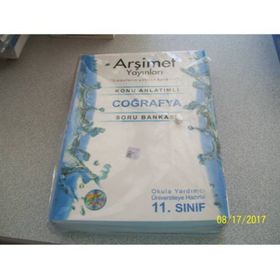 Arşimet
Yayınları
KONU ANLATIMLI
COĞRAFYA
SORU BANKASI
Okula Yardımcı
Üniversiteye Hazırlık
11. SINIF
08/17/2017